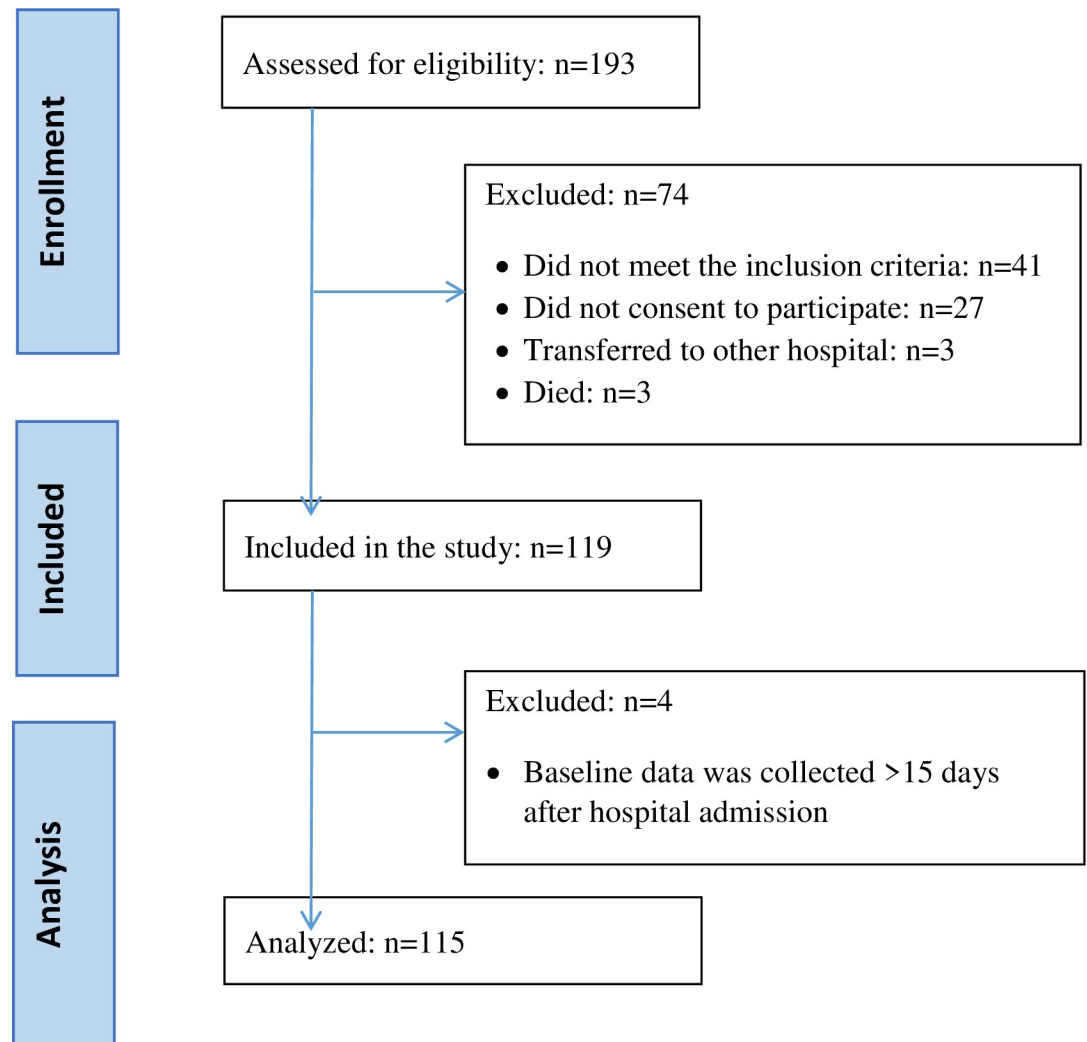 Enrollment
Assessed for eligibility: n=193
Excluded: n=74
• Did not meet the inclusion criteria: n=41
• Did not consent to participate: n=27
• Transferred to other hospital: n=3
• Died: n=3
Included
Included in the study: n=119
Excluded: n=4
• Baseline data was collected >15 days
after hospital admission
Analysis
Analyzed: n=115